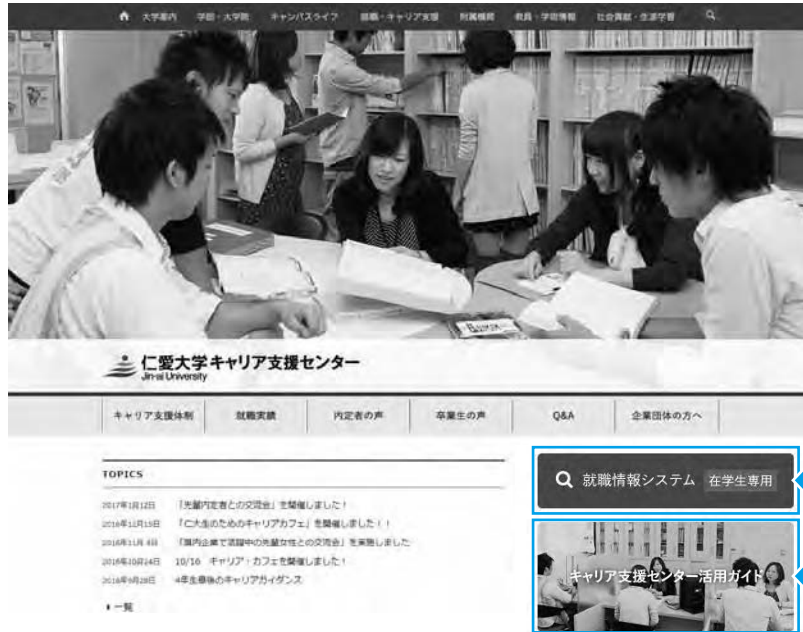 大学案内 学部・大学院 キャンパスライフ 就職・キャリア支援 附属機関 教員・学術情報 社会貢献・生涯学習
仁愛大学 キャリア支援センター
Jin-ai University
キャリア支援体制 就職実績 内定者の声 卒業生の声 Q&A 企業団体の方へ
TOPICS
2017年1月12日 「先輩内定者との交流会」を開催しました！
2016年11月15日 「仁大生のためのキャリアカフェ」を開催しました！！
2016年11月4日 「県内企業で活躍中の先輩女性との交流会」を実施しました
2016年10月24日 10/16 キャリア・カフェを開催しました！
2016年9月28日 4年生最後のキャリアガイダンス
一覧
就職情報システム 在学生専用
キャリア支援センター活用ガイド